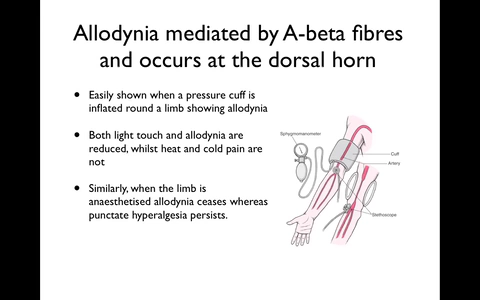 Allodynia mediated by A-beta fibres
and occurs at the dorsal horn
• Easily shown when a pressure cuff is
inflated round a limb showing allodynia
• Both light touch and allodynia are
reduced, whilst heat and cold pain are
not
• Similarly, when the limb is
anaesthetised allodynia ceases whereas
punctate hyperalgesia persists.
Sphygmomanometer
Cuff
Artery
Stethoscope